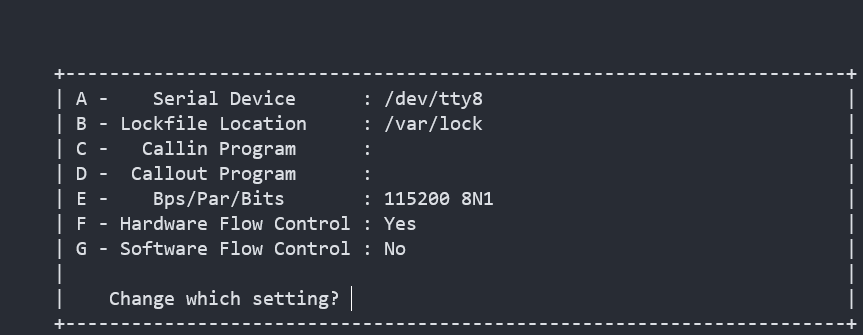 +-----------------------------------------------------------------------+
| A -    Serial Device      : /dev/tty8                                 |
| B - Lockfile Location     : /var/lock                                 |
| C -   Callin Program      :                                           |
| D -  Callout Program      :                                           |
| E -    Bps/Par/Bits       : 115200 8N1                                |
| F - Hardware Flow Control : Yes                                       |
| G - Software Flow Control : No                                        |
|                                                                       |
|    Change which setting?                                              |
+-----------------------------------------------------------------------+